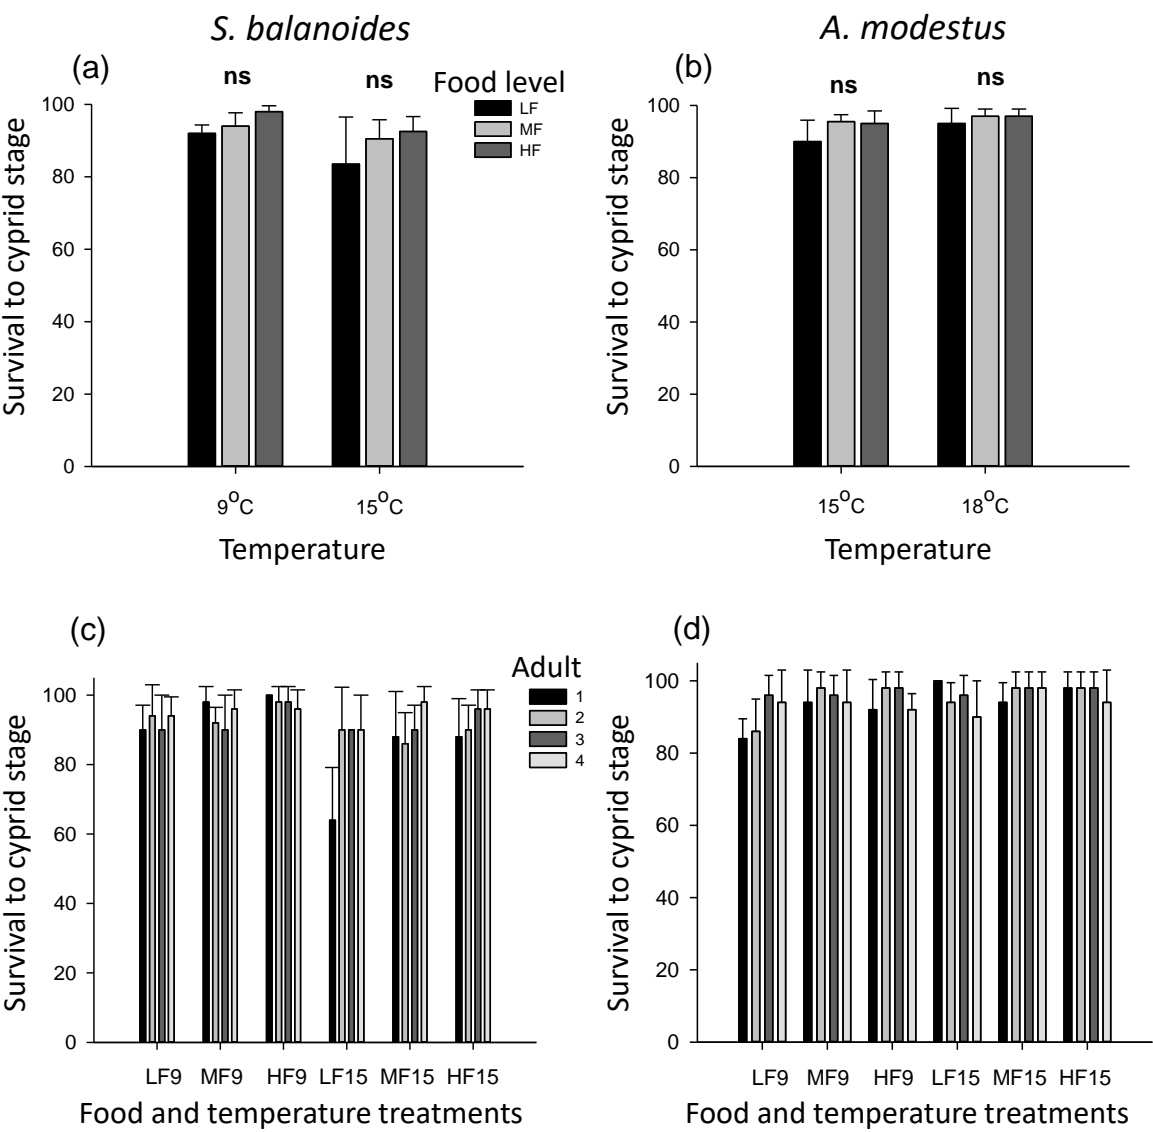 S. balanoides
A. modestus
(a)
ns
ns
Food level
LF
MF
HF
100
80
60
40
20
0
Survival to cyprid stage
9°C
15°C
Temperature
(b)
ns
ns
100
80
60
40
20
0
Survival to cyprid stage
15°C
18°C
Temperature
(c)
Adult
1
2
3
4
100
80
60
40
20
0
Survival to cyprid stage
LF9 MF9 HF9 LF15 MF15 HF15
Food and temperature treatments
(d)
100
80
60
40
20
0
Survival to cyprid stage
LF9 MF9 HF9 LF15 MF15 HF15
Food and temperature treatments